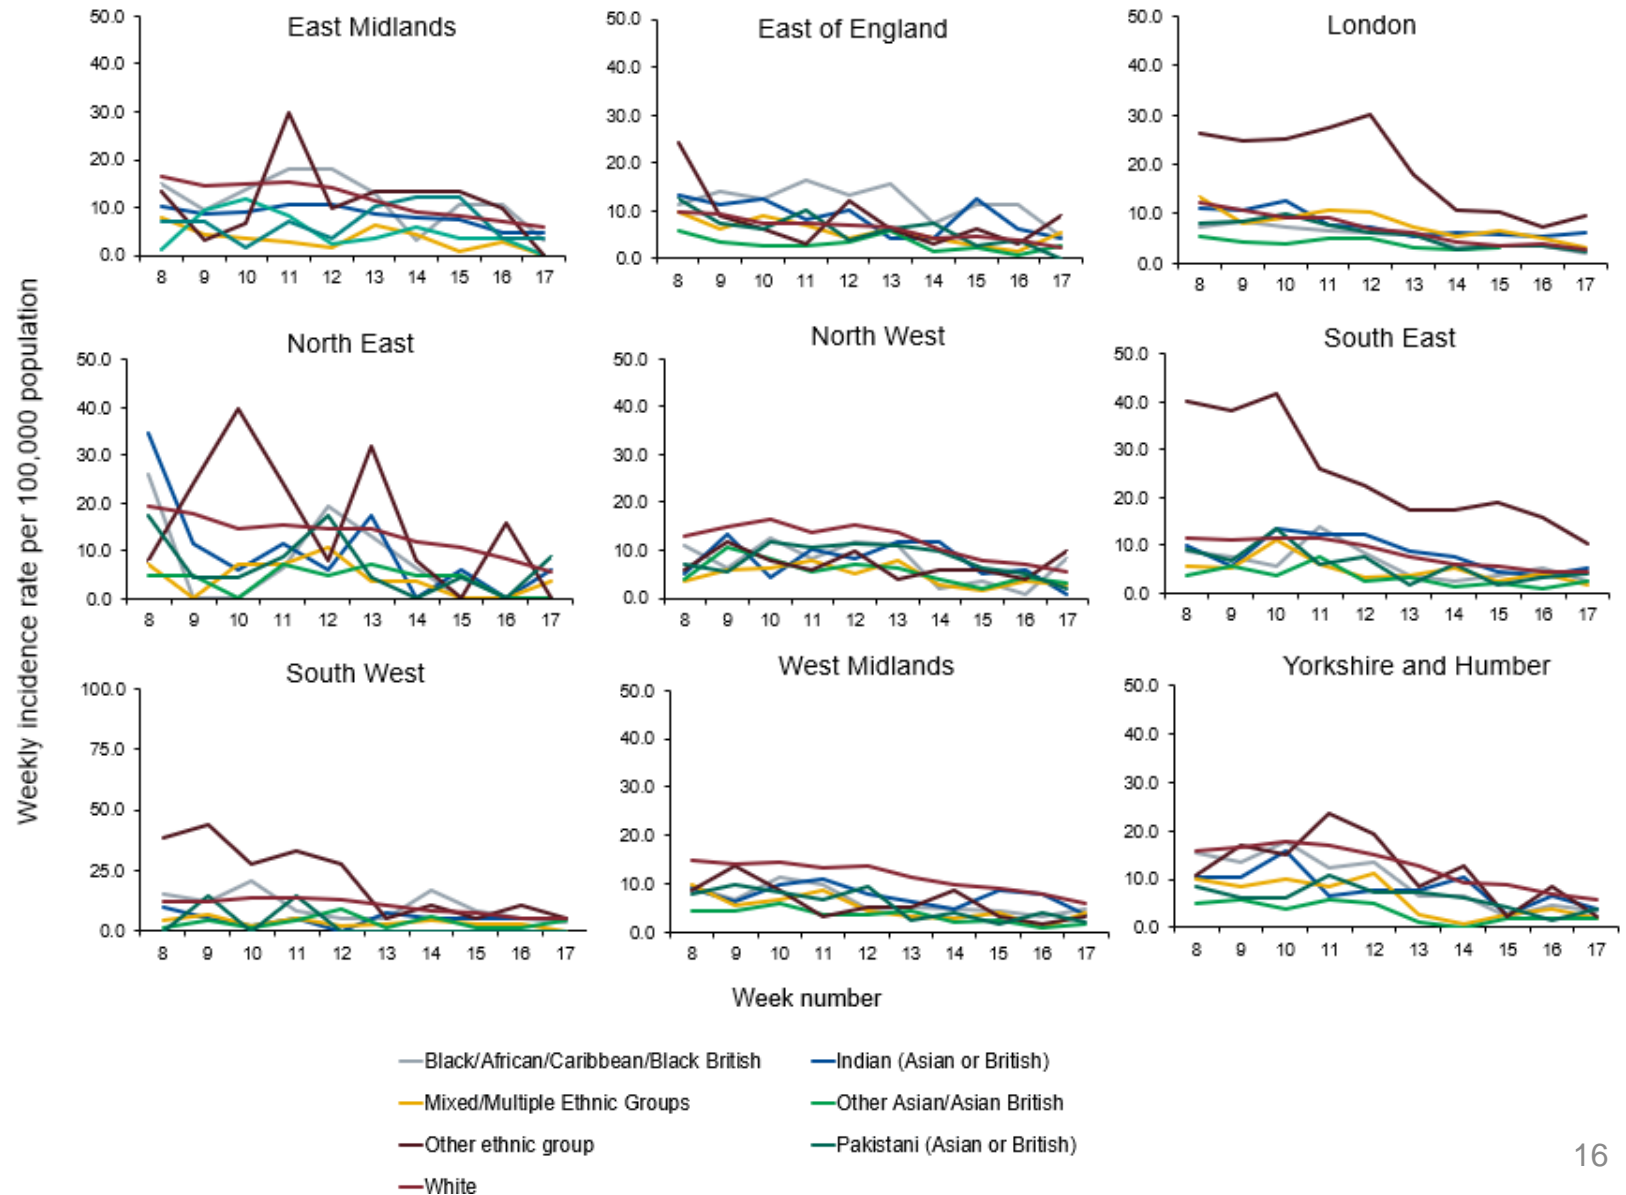 Weekly incidence rate per 100,000 population
East Midlands
50.0
40.0
30.0
20.0
10.0
0.0
8 9 10 11 12 13 14 15 16 17
East of England
50.0
40.0
30.0
20.0
10.0
0.0
8 9 10 11 12 13 14 15 16 17
London
50.0
40.0
30.0
20.0
10.0
0.0
8 9 10 11 12 13 14 15 16 17
North East
50.0
40.0
30.0
20.0
10.0
0.0
8 9 10 11 12 13 14 15 16 17
North West
50.0
40.0
30.0
20.0
10.0
0.0
8 9 10 11 12 13 14 15 16 17
South East
50.0
40.0
30.0
20.0
10.0
0.0
8 9 10 11 12 13 14 15 16 17
South West
100.0
75.0
50.0
25.0
0.0
8 9 10 11 12 13 14 15 16 17
West Midlands
50.0
40.0
30.0
20.0
10.0
0.0
8 9 10 11 12 13 14 15 16 17
Yorkshire and Humber
50.0
40.0
30.0
20.0
10.0
0.0
8 9 10 11 12 13 14 15 16 17
Week number
Black/African/Caribbean/Black British
Indian (Asian or British)
Mixed/Multiple Ethnic Groups
Other Asian/Asian British
Other ethnic group
Pakistani (Asian or British)
White
16